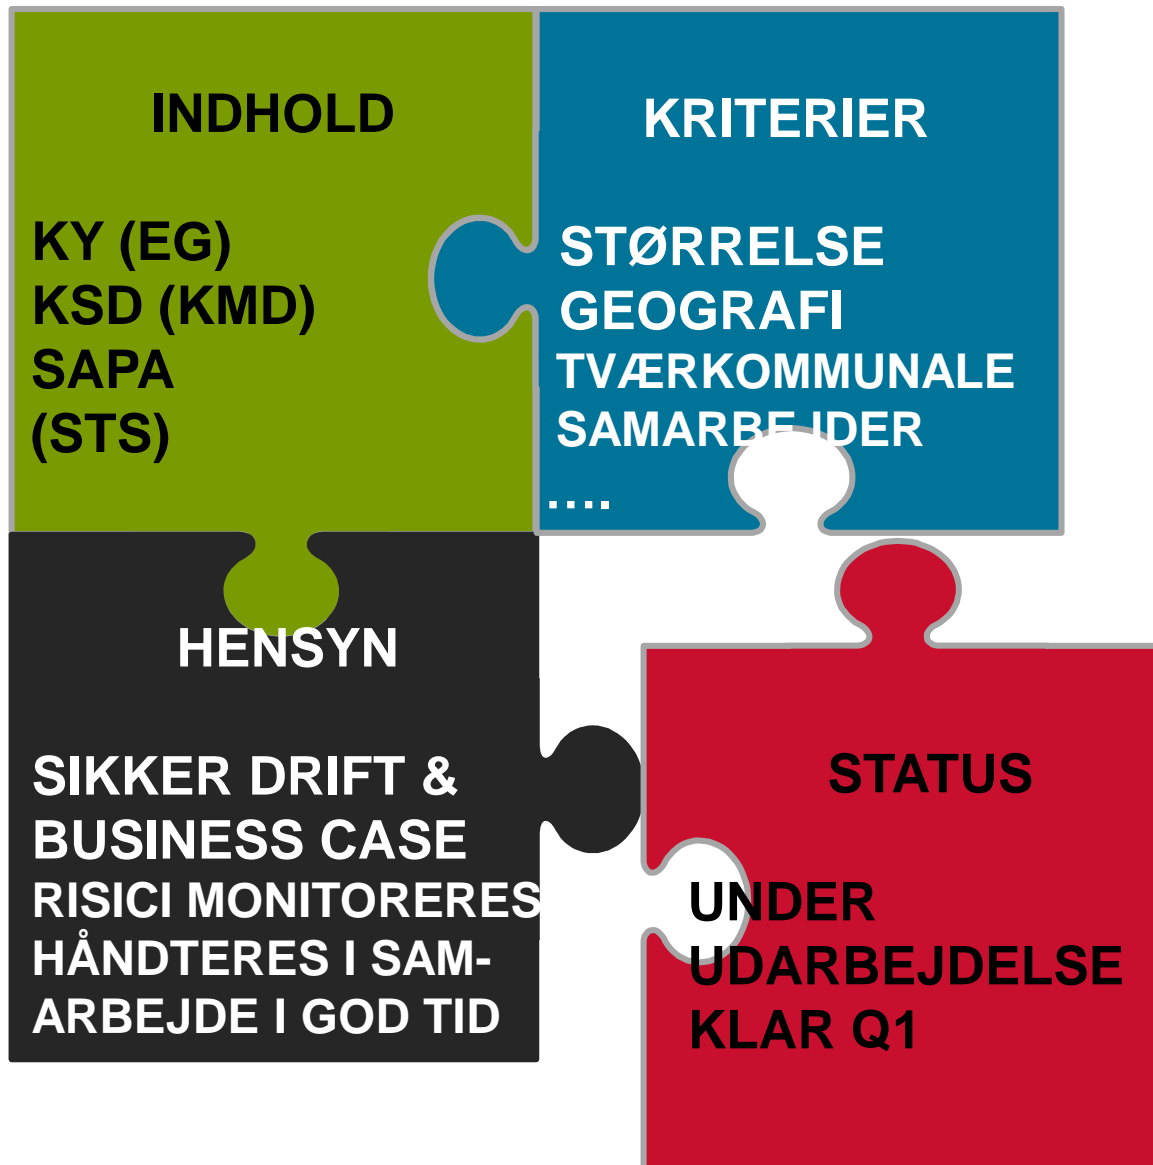 INDHOLD
KY (EG)
KSD (KMD)
SAPA
(STS)
KRITERIER
STØRRELSE
GEOGRAFI
TVÆRKOMMUNALE
SAMARBEJDER
....
HENSYN
SIKKER DRIFT &
BUSINESS CASE
RISICI MONITORERES
HÅNDTERES I SAM-
ARBEJDE I GOD TID
STATUS
UNDER
UDARBEJDELSE
KLAR Q1